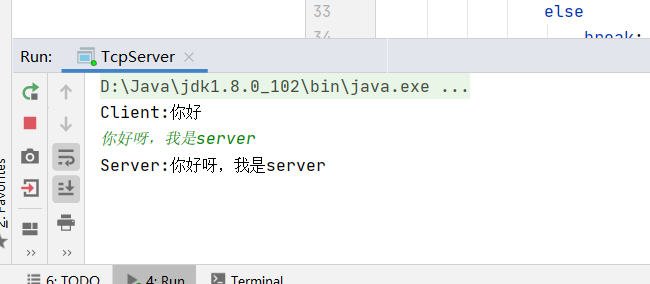 33
else
34
break;
Run:
TcpServer
D:\Java\jdk1.8.0_102\bin\java.exe ...
Client:你好
你好呀，我是server
Server:你好呀，我是server
2: Favorites
6: TODO
4: Run
Terminal